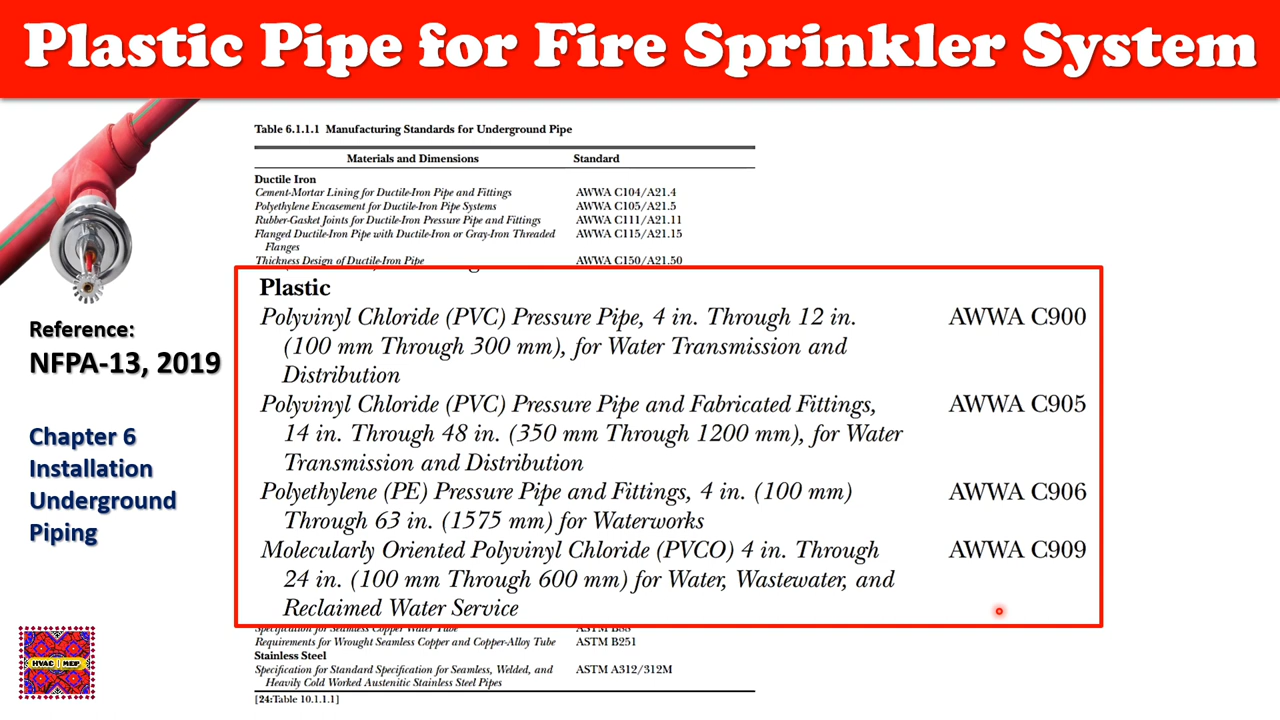 Plastic Pipe for Fire Sprinkler System
Table 6.1.1.1 Manufacturing Standards for Underground Pipe
Materials and Dimensions Standard
Ductile Iron
Cement-Mortar Lining for Ductile-Iron Pipe and Fittings AWWA C104/A21.4
Polyethylene Encasement for Ductile-Iron Pipe Systems AWWA C105/A21.5
Rubber-Gasket Joints for Ductile-Iron Pressure Pipe and Fittings AWWA C111/A21.11
Flanged Ductile-Iron Pipe with Ductile-Iron or Gray-Iron Threaded AWWA C115/A21.15
Flanges
Thickness Design of Ductile-Iron Pipe AWWA C150/A21.50
Plastic
Polyvinyl Chloride (PVC) Pressure Pipe, 4 in. Through 12 in. AWWA C900
(100 mm Through 300 mm), for Water Transmission and
Distribution
Polyvinyl Chloride (PVC) Pressure Pipe and Fabricated Fittings, AWWA C905
14 in. Through 48 in. (350 mm Through 1200 mm), for Water
Transmission and Distribution
Polyethylene (PE) Pressure Pipe and Fittings, 4 in. (100 mm) AWWA C906
Through 63 in. (1575 mm) for Waterworks
Molecularly Oriented Polyvinyl Chloride (PVCO) 4 in. Through AWWA C909
24 in. (100 mm Through 600 mm) for Water, Wastewater, and
Reclaimed Water Service
Specification for Seamless Copper Water Tube ASTM B88
Requirements for Wrought Seamless Copper and Copper-Alloy Tube ASTM B251
Stainless Steel
Specification for Standard Specification for Seamless, Welded, and ASTM A312/312M
Heavily Cold Worked Austenitic Stainless Steel Pipes
[24:Table 10.1.1.1]
Reference:
NFPA-13, 2019
Chapter 6
Installation
Underground
Piping
HVAC | MEP